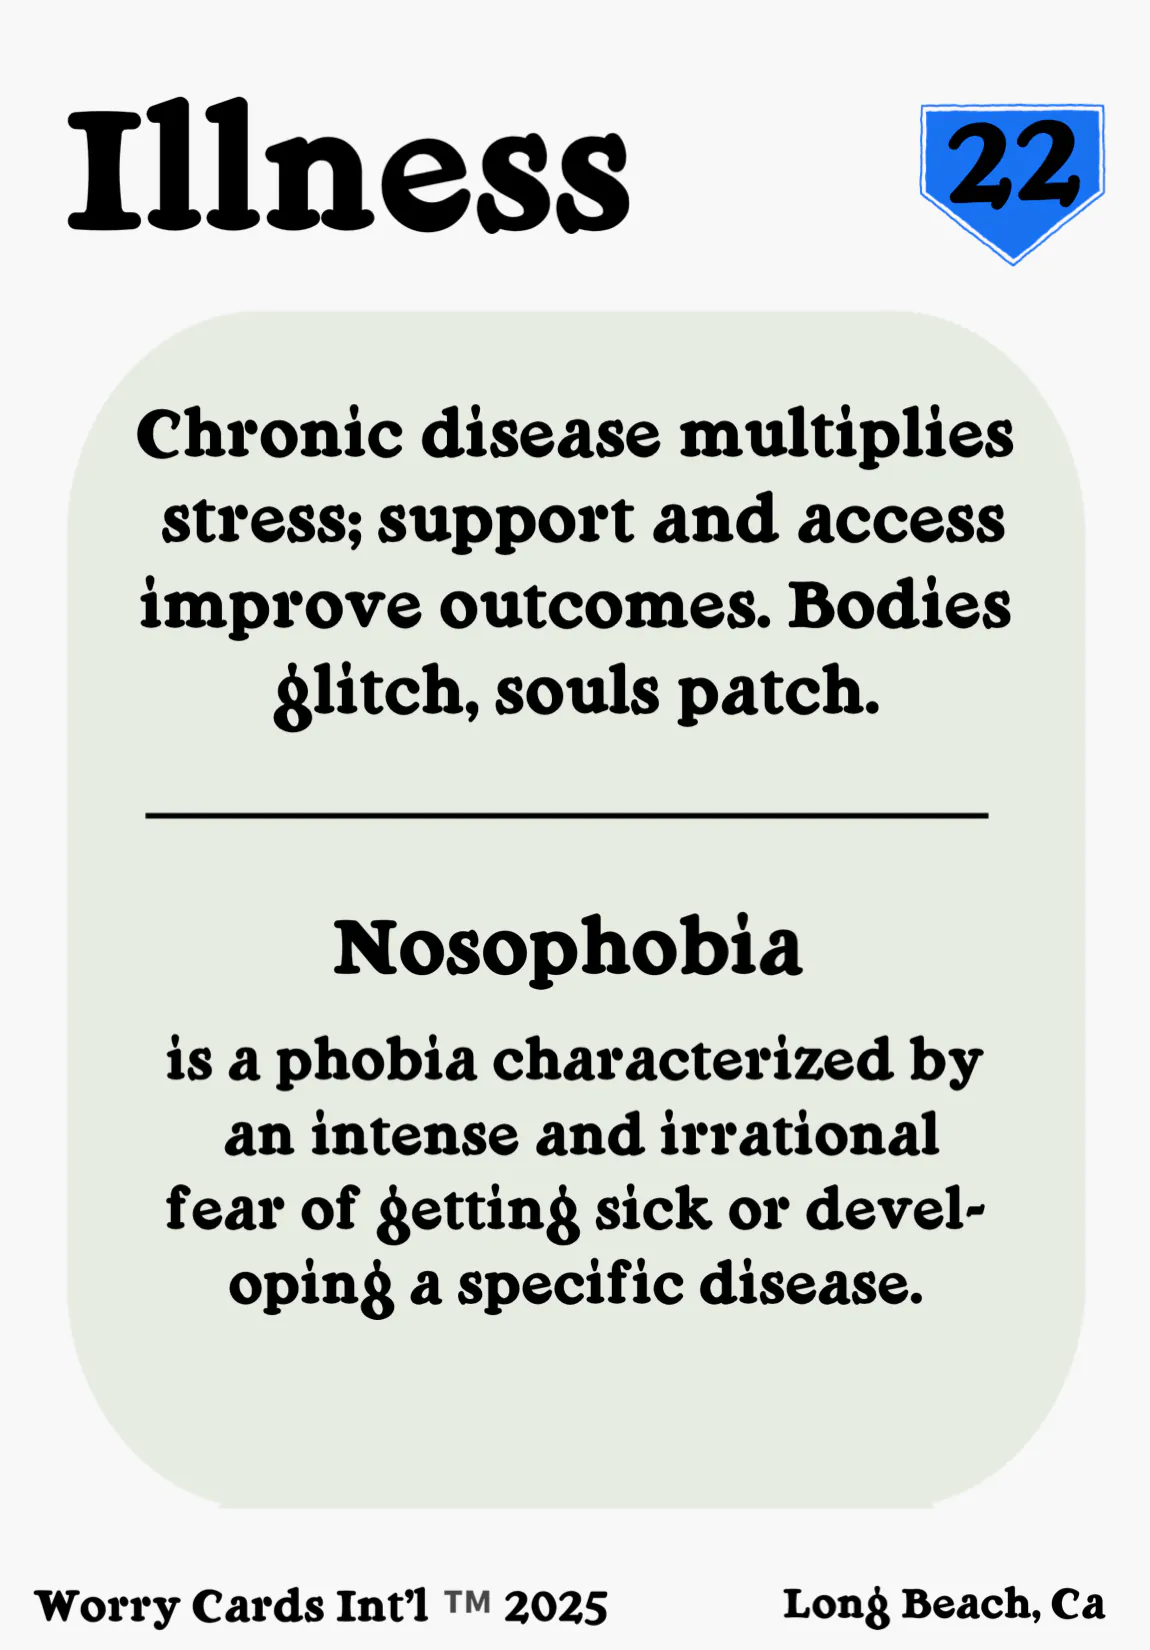 Illness
22
Chronic disease multiplies
stress; support and access
improve outcomes. Bodies
glitch, souls patch.
Nosophobia
is a phobia characterized by
an intense and irrational
fear of getting sick or devel-
oping a specific disease.
Worry Cards Int'l ™ 2025
Long Beach, Ca